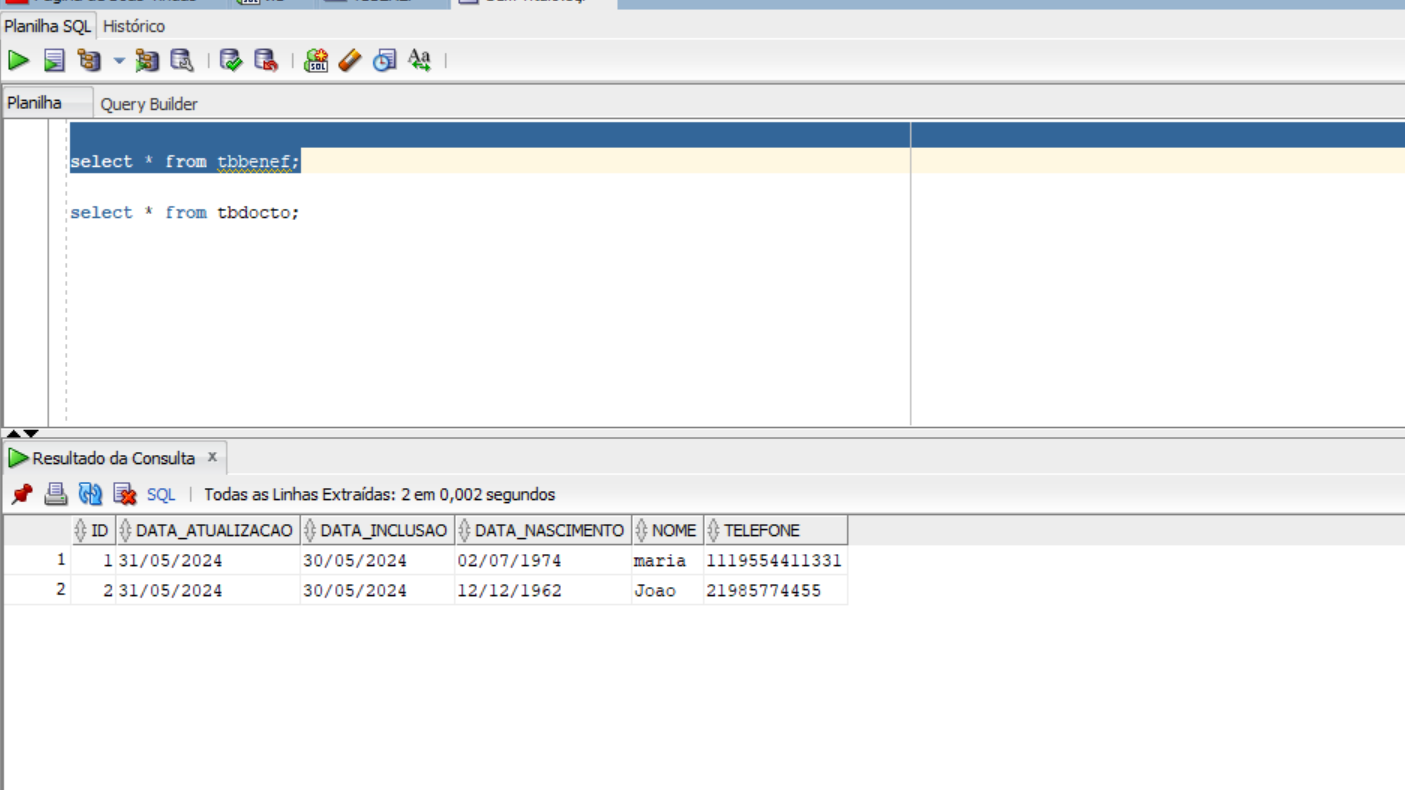 Planilha SQL Histórico
SQL
Aa
Planilha Query Builder
select * from tbbenef;
select * from tbdocto;
Resultado da Consulta x
SQL | Todas as Linhas Extraídas: 2 em 0,002 segundos
ID DATA_ATUALIZACAO DATA_INCLUSAO DATA_NASCIMENTO NOME TELEFONE
1 1 31/05/2024 30/05/2024 02/07/1974 maria 1119554411331
2 2 31/05/2024 30/05/2024 12/12/1962 Joao 21985774455